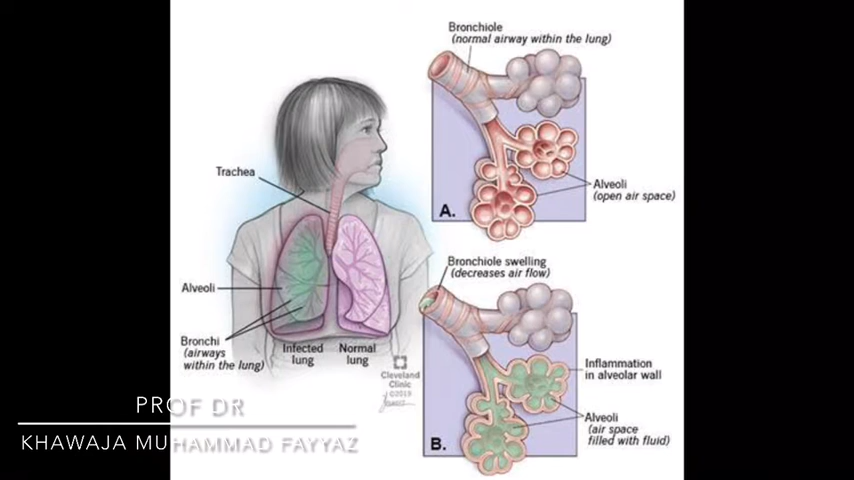 Bronchiole
(normal airway within the lung)
Trachea
Alveoli
(open air space)
A.
Bronchiole swelling
(decreases air flow)
Alveoli
Bronchi
(airways
within the lung)
Infected
lung
Normal
lung
Cleveland
Clinic
©2019
Inflammation
in alveolar wall
Alveoli
(air space
filled with fluid)
B.
PROF DR
KHAWAJA MUHAMMAD FAYYAZ